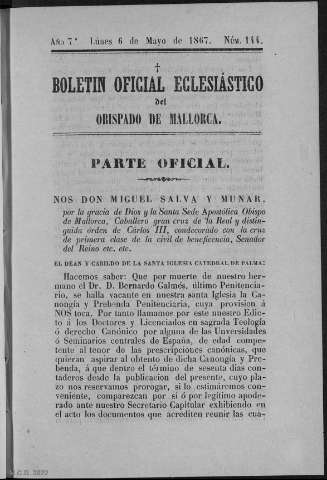 Año 7.º Lúnes 6 de Mayo de 1867. Núm. 144.
BOLETIN OFICIAL ECLESIÁSTICO
del
OBISPADO DE MALLORCA.
PARTE OFICIAL.
NOS DON MIGUEL SALVA Y MUNAR,
por la gracia de Dios y la Santa Sede Apostólica Obispo
de Mallorca, Caballero gran cruz de la Real y distin-
guida orden de Cárlos III, condecorado con la cruz
de primera clase de la civil de beneficencia, Senador
del Reino etc. etc.
EL DEAN Y CABILDO DE LA SANTA IGLESIA CATEDRAL DE PALMA:
Hacemos saber: Que por muerte de nuestro her-
mano el Dr. D. Bernardo Galmés, último Penitencia-
rio, se halla vacante en nuestra santa Iglesia la Ca-
nongía y Prebenda Penitenciaria, cuya provision á
NOS toca. Por tanto llamamos por este nuestro Edic-
to á los Doctores y Licenciados en sagrada Teología
ó derecho Canónico por alguna de las Unversidades
ó Seminarios centrales de España, de edad compe-
tente al tenor de las prescripciones canónicas, que
quieran aspirar al obtento de dicha Canongía y Pre-
benda, á que dentro el término de sesenta dias con-
taderos desde la publicacion del presente, cuyo pla-
zo nos reservamos prorogar, si lo estimáremos con-
veniente, comparezcan por sí ó por legítimo apode-
rado ante nuestro Secretario Capitolar exhibiendo en
el acto los documentos que acrediten reunir las cua-